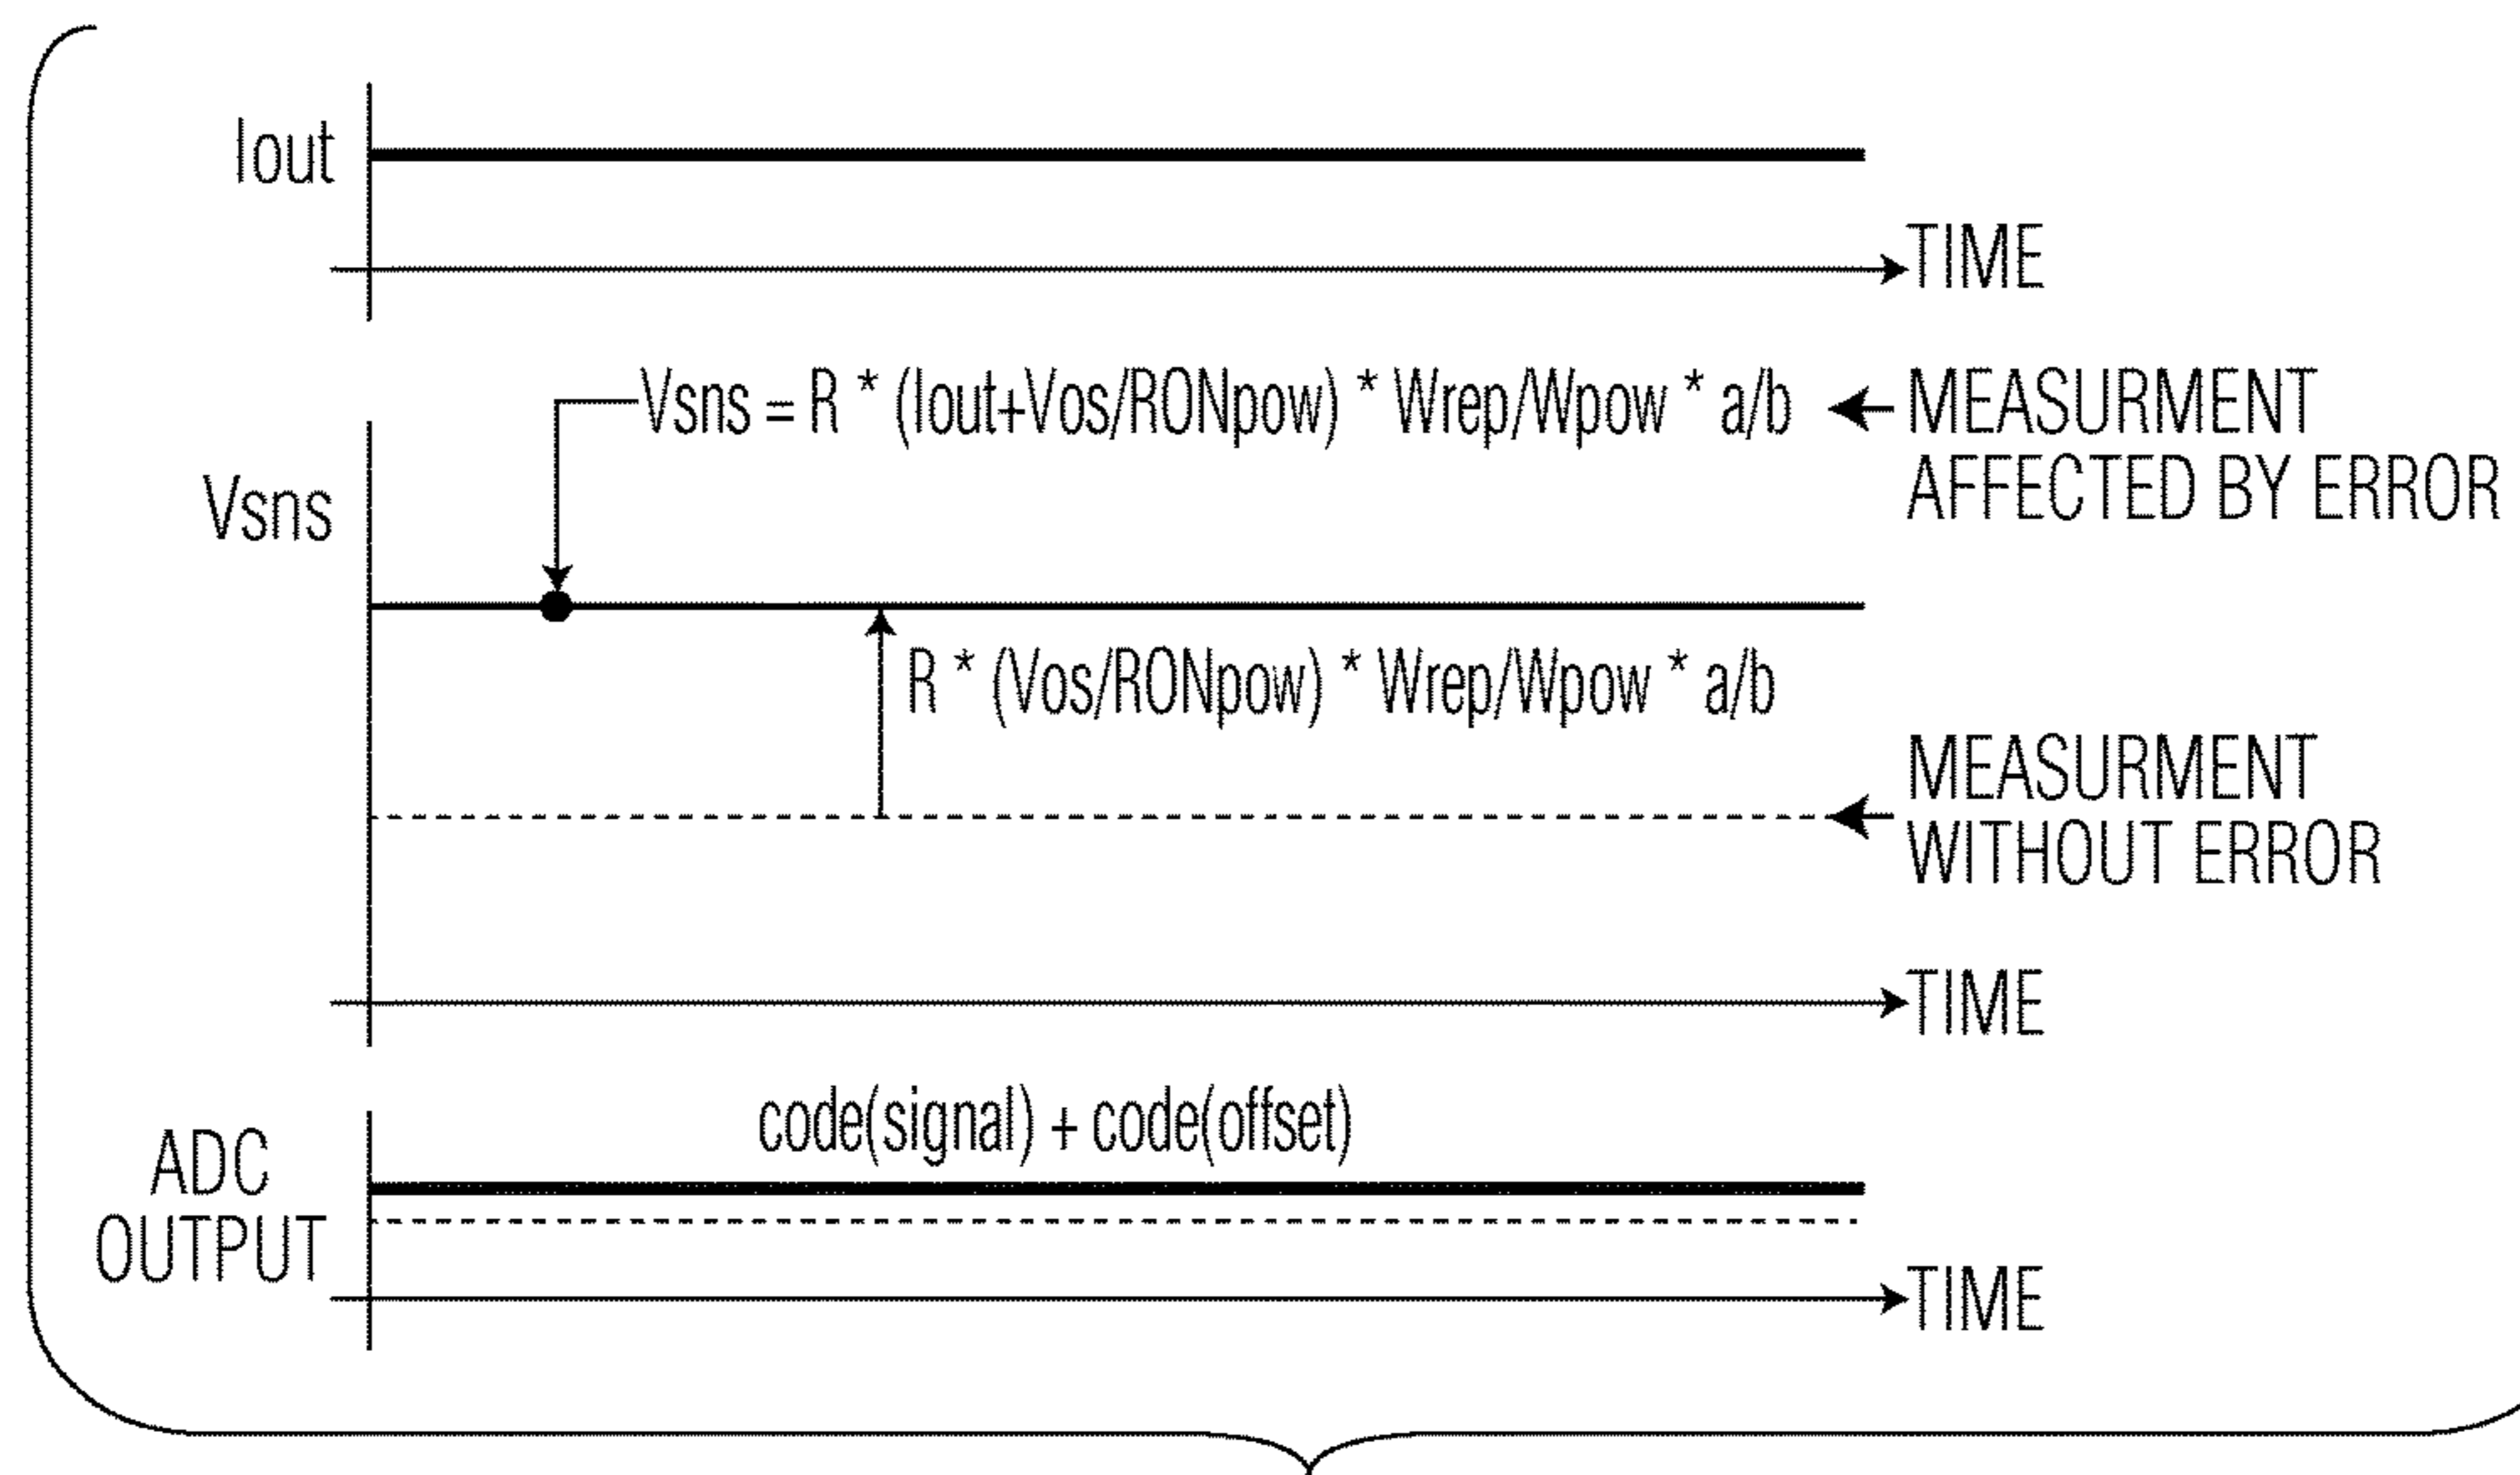 Iout
TIME
Vsns = R * (Iout+Vos/RONpow) * Wrep/Wpow * a/b
MEASURMENT
AFFECTED BY ERROR
Vsns
R * (Vos/RONpow) * Wrep/Wpow * a/b
MEASURMENT
WITHOUT ERROR
TIME
code(signal) + code(offset)
ADC
OUTPUT
TIME